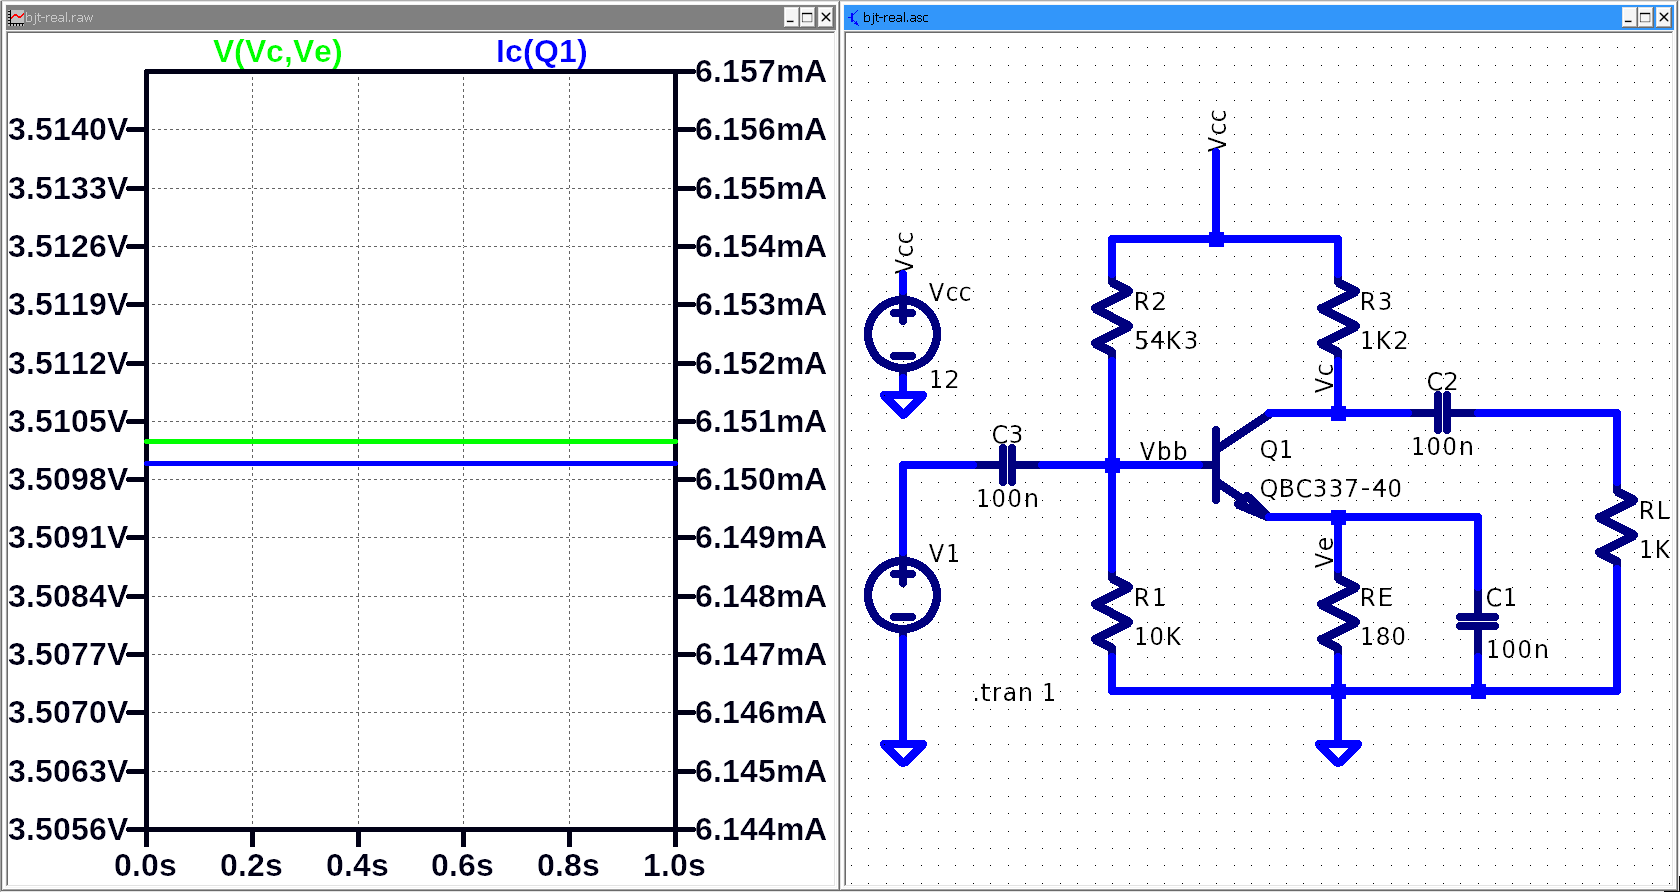 bjt-real.raw
V(Vc,Ve)
Ic(Q1)
3.5140V
3.5133V
3.5126V
3.5119V
3.5112V
3.5105V
3.5098V
3.5091V
3.5084V
3.5077V
3.5070V
3.5063V
3.5056V
6.157mA
6.156mA
6.155mA
6.154mA
6.153mA
6.152mA
6.151mA
6.150mA
6.149mA
6.148mA
6.147mA
6.146mA
6.145mA
6.144mA
0.0s
0.2s
0.4s
0.6s
0.8s
1.0s
bjt-real.asc
Vcc
Vcc
Vcc
12
R2
54K3
R3
1K2
Vc
C2
100n
C3
100n
Vbb
Q1
QBC337-40
RL
1K
V1
Ve
R1
10K
RE
180
C1
100n
.tran 1